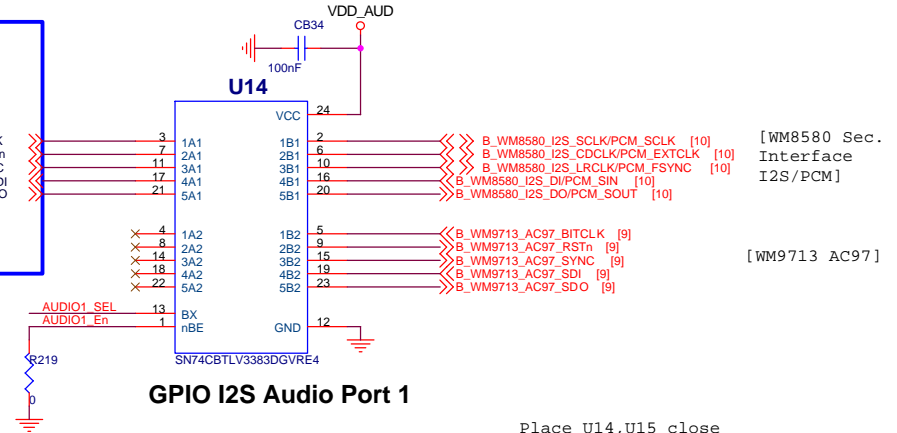 VDD_AUD
CB34
100nF
U14
VCC 24
K 3 1A1 1B1 2 B_WM8580_I2S_SCLK/PCM_SCLK [10]
n 7 2A1 2B1 6 B_WM8580_I2S_CDCLK/PCM_EXTCLK [10]
C 11 3A1 3B1 10 B_WM8580_I2S_LRCLK/PCM_FSYNC [10]
DI 17 4A1 4B1 16 B_WM8580_I2S_DI/PCM_SIN [10]
O 21 5A1 5B1 20 B_WM8580_I2S_DO/PCM_SOUT [10]
[WM8580 Sec.
Interface
I2S/PCM]
4 1A2 1B2 5 B_WM9713_AC97_BITCLK [9]
8 2A2 2B2 9 B_WM9713_AC97_RSTn [9]
14 3A2 3B2 15 B_WM9713_AC97_SYNC [9]
18 4A2 4B2 19 B_WM9713_AC97_SDI [9]
22 5A2 5B2 23 B_WM9713_AC97_SDO [9]
[WM9713 AC97]
AUDIO1_SEL 13 BX
AUDIO1_En 1 nBE GND 12
R219
0
SN74CBTLV3383DGVRE4
GPIO I2S Audio Port 1
Place U14,U15 close